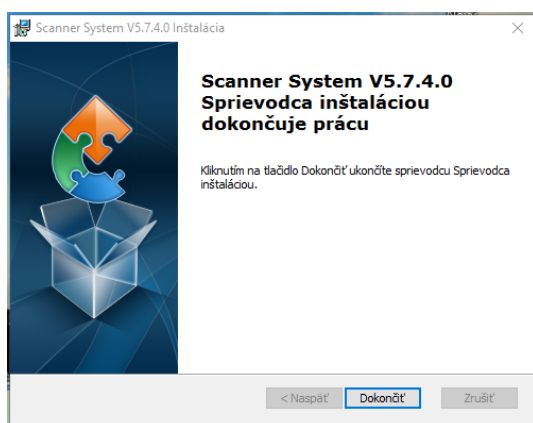 Scanner System V5.7.4.0 Inštalácia
Scanner System V5.7.4.0
Sprievodca inštaláciou
dokončuje prácu
Kliknutím na tlačidlo Dokončiť ukončíte sprievodcu Sprievodca
inštaláciou.
< Naspäť Dokončiť Zrušiť